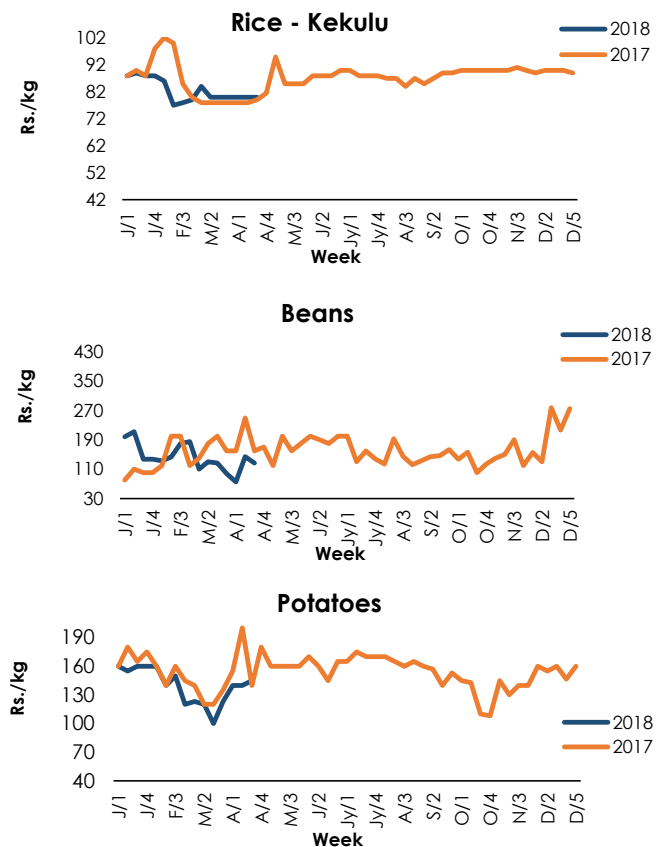 Rice - Kekulu
2018
2017
Rs./kg
102
92
82
72
62
52
42
J/1
J/4
F/3
M/2
A/1
A/4
M/3
J/2
Jy/1
Jy/4
A/3
S/2
O/1
O/4
N/3
D/2
D/5
Week
Beans
2018
2017
Rs./kg
430
350
270
190
110
30
J/1
J/4
F/3
M/2
A/1
A/4
M/3
J/2
Jy/1
Jy/4
A/3
S/2
O/1
O/4
N/3
D/2
D/5
Week
Potatoes
Rs./kg
190
160
130
100
70
40
2018
2017
J/1
J/4
F/3
M/2
A/1
A/4
M/3
J/2
Jy/1
Jy/4
A/3
S/2
O/1
O/4
N/3
D/2
D/5
Week